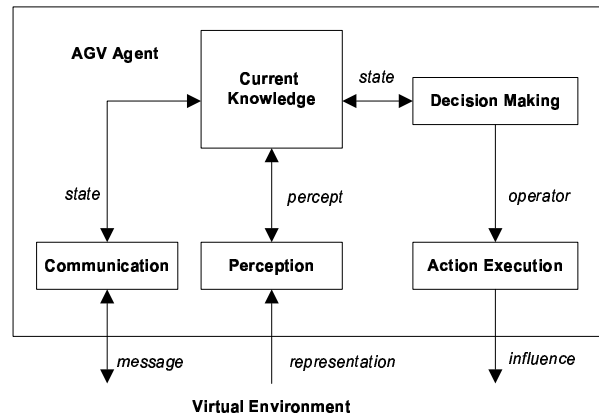 AGV Agent
Current
Knowledge
state
Decision Making
state
percept
operator
Communication
Perception
Action Execution
message
representation
influence
Virtual Environment